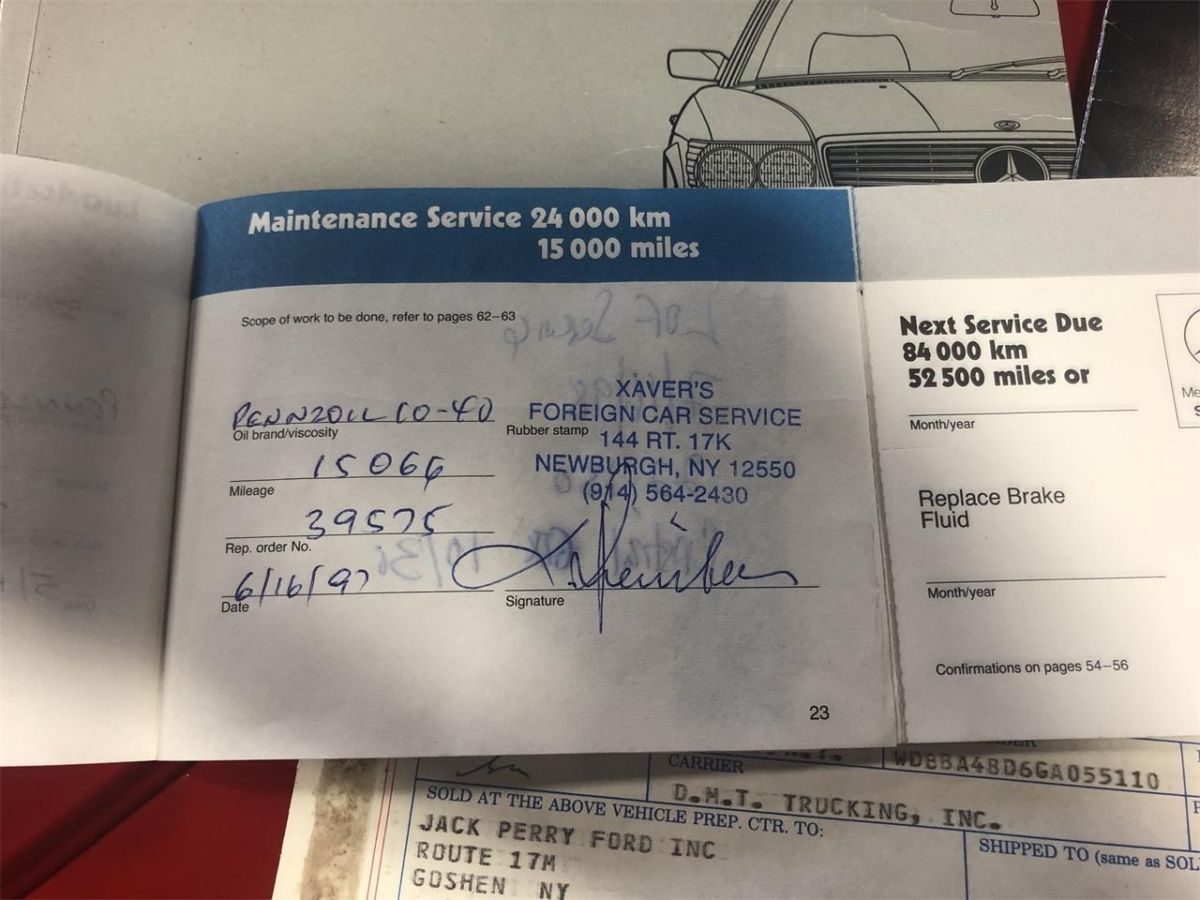 Maintenance Service 24 000 km
15 000 miles
Scope of work to be done, refer to pages 62–63
PENNZOIL 10-40
Oil brand/viscosity
15066
Mileage
39575
Rep. order No.
6/16/97
Date
XAVER'S
FOREIGN CAR SERVICE
Rubber stamp
144 RT. 17K
NEWBURGH, NY 12550
(914) 564-2430
Signature
23
Next Service Due
84 000 km
52 500 miles or
Month/year
Replace Brake
Fluid
Month/year
Confirmations on pages 54–56
Me
S
WDBBA48D6GA055110
CARRIER
D.M.T. TRUCKING, INC.
SOLD AT THE ABOVE VEHICLE PREP. CTR. TO:
JACK PERRY FORD INC
ROUTE 17M
GOSHEN NY
SHIPPED TO (same as SOL